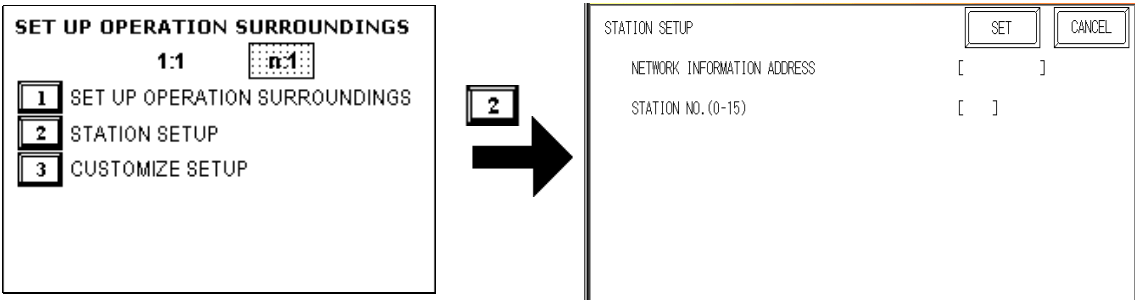 SET UP OPERATION SURROUNDINGS
1:1 n:1
1 SET UP OPERATION SURROUNDINGS
2 STATION SETUP
3 CUSTOMIZE SETUP
2
STATION SETUP SET CANCEL
NETWORK INFORMATION ADDRESS [ ]
STATION NO.(0-15) [ ]